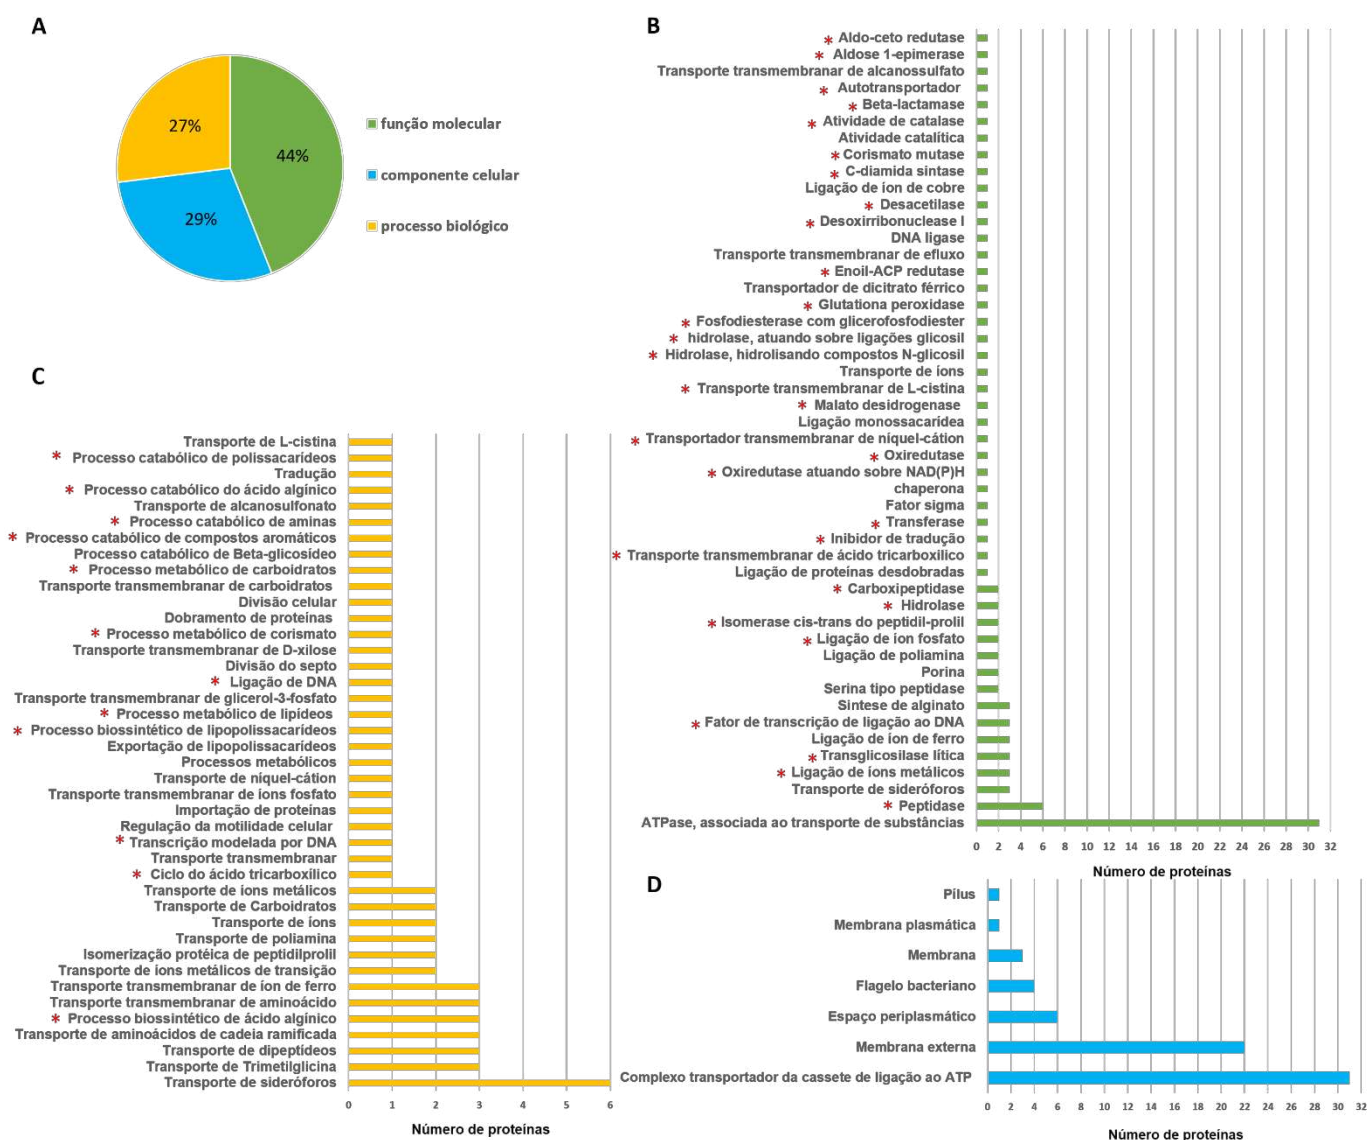 A
27%
44%
29%
função molecular
componente celular
processo biológico
B
* Aldo-ceto redutase
* Aldose 1-epimerase
Transporte transmembranar de alcanossulfato
* Autotransportador
* Beta-lactamase
* Atividade de catalase
Atividade catalítica
* Corismato mutase
* C-diamida sintase
Ligação de íon de cobre
* Desacetilase
* Desoxirribonuclease I
DNA ligase
Transporte transmembranar de efluxo
* Enoil-ACP redutase
Transportador de dicitrato férrico
* Glutationa peroxidase
* Fosfodiesterase com glicerofosfodiester
* hidrolase, atuando sobre ligações glicosil
* Hidrolase, hidrolisando compostos N-glicosil
Transporte de íons
* Transporte transmembranar de L-cistina
* Malato desidrogenase
Ligação monossacarídea
* Transportador transmembranar de níquel-cátion
* Oxiredutase
* Oxiredutase atuando sobre NAD(P)H
chaperona
Fator sigma
* Transferase
* Inibidor de tradução
* Transporte transmembranar de ácido tricarboxílico
Ligação de proteínas desdobradas
* Carboxipeptidase
* Hidrolase
* Isomerase cis-trans do peptidil-prolil
* Ligação de íon fosfato
Ligação de poliamina
Porina
Serina tipo peptidase
Síntese de alginato
* Fator de transcrição de ligação ao DNA
Ligação de íon de ferro
* Transglicosilase lítica
* Ligação de íons metálicos
Transporte de sideróforos
* Peptidase
ATPase, associada ao transporte de substâncias
0 2 4 6 8 10 12 14 16 18 20 22 24 26 28 30 32
Número de proteínas
C
Transporte de L-cistina
* Processo catabólico de polissacarídeos
Tradução
* Processo catabólico do ácido algínico
Transporte de alcanosulfonato
* Processo catabólico de aminas
* Processo catabólico de compostos aromáticos
Processo catabólico de Beta-glicosídeo
* Processo metabólico de carboidratos
Transporte transmembranar de carboidratos
Divisão celular
Dobramento de proteínas
* Processo metabólico de corismato
Transporte transmembranar de D-xilose
Divisão do septo
* Ligação de DNA
Transporte transmembranar de glicerol-3-fosfato
* Processo metabólico de lipídeos
* Processo biossintético de lipopolissacarídeos
Exportação de lipopolissacarídeos
Processos metabólicos
Transporte de níquel-cátion
Transporte transmembranar de íons fosfato
Importação de proteínas
Regulação da motilidade celular
* Transcrição modelada por DNA
Transporte transmembranar
* Ciclo do ácido tricarboxílico
Transporte de íons metálicos
Transporte de Carboidratos
Transporte de íons
Transporte de poliamina
Isomerização protéica de peptidilprolil
Transporte de íons metálicos de transição
Transporte transmembranar de íon de ferro
Transporte transmembranar de aminoácido
* Processo biossintético de ácido algínico
Transporte de aminoácidos de cadeia ramificada
Transporte de dipeptídeos
Transporte de Trimetilglicina
Transporte de sideróforos
0 1 2 3 4 5 6
Número de proteínas
D
Pílus
Membrana plasmática
Membrana
Flagelo bacteriano
Espaço periplasmático
Membrana externa
Complexo transportador da cassete de ligação ao ATP
0 2 4 6 8 10 12 14 16 18 20 22 24 26 28 30 32
Número de proteínas